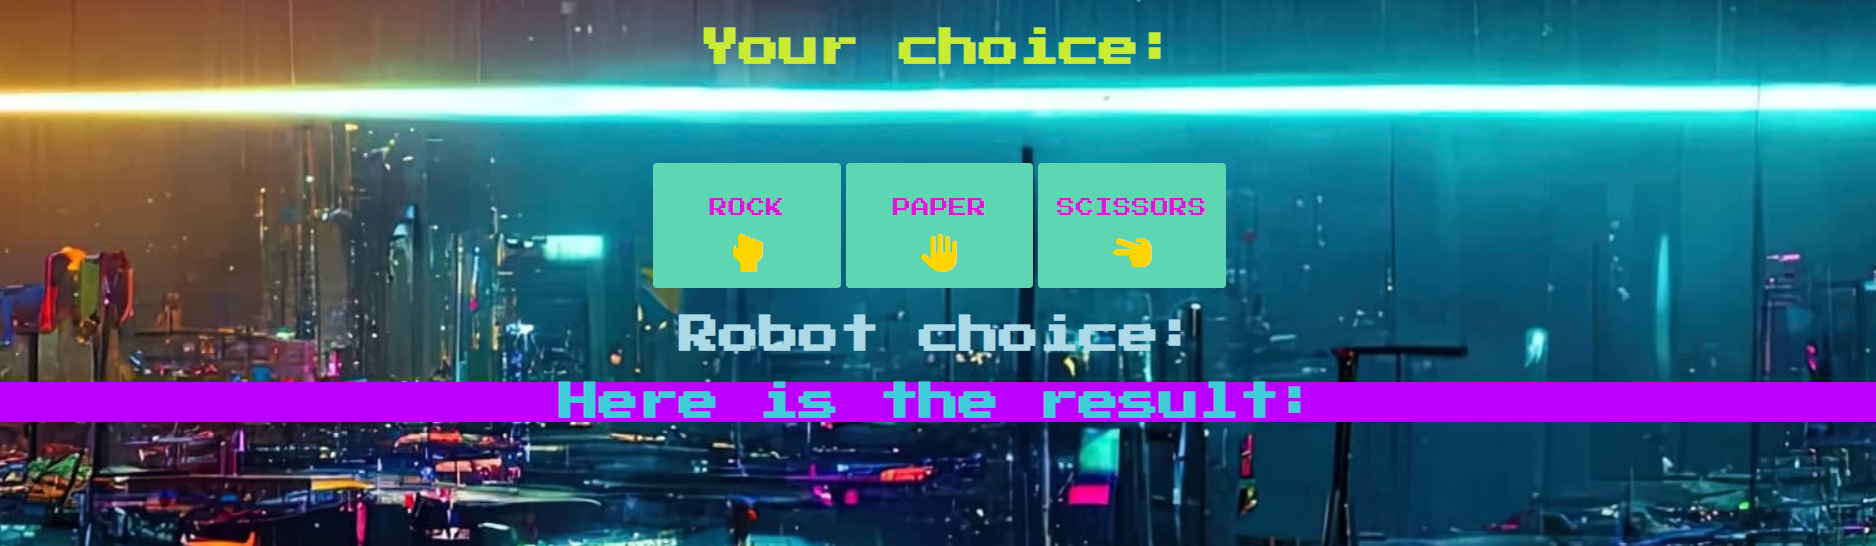 Your choice:
ROCK PAPER SCISSORS
Robot choice:
Here is the result: